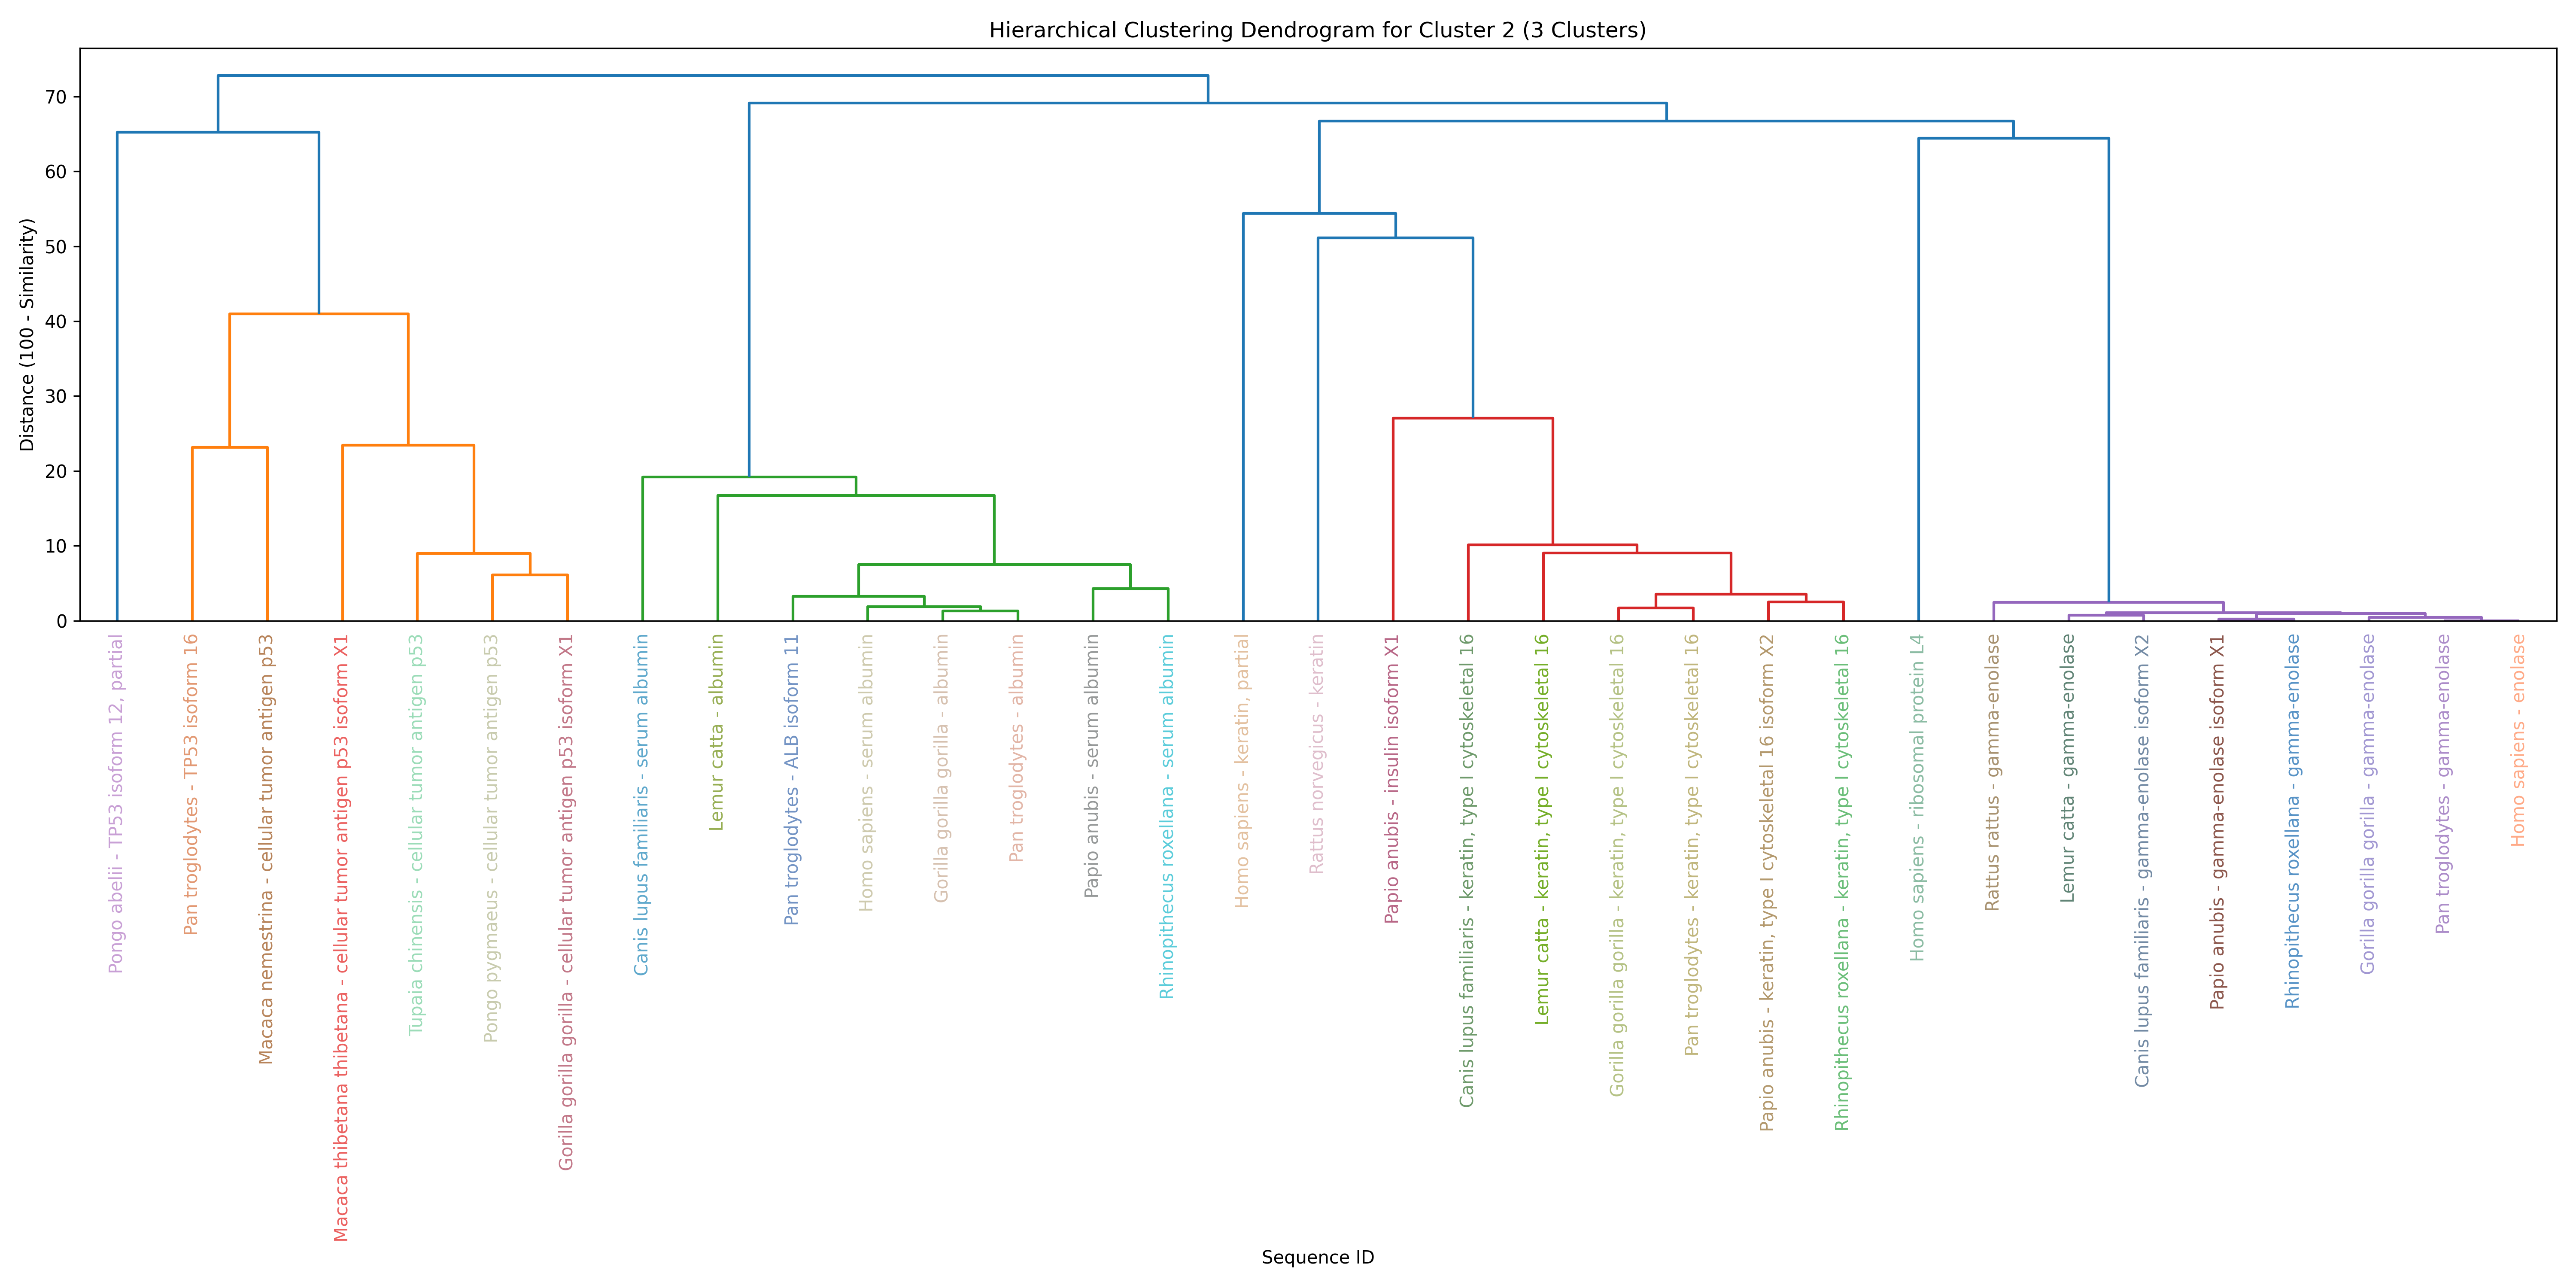 Hierarchical Clustering Dendrogram for Cluster 2 (3 Clusters)
Distance (100 - Similarity)
70
60
50
40
30
20
10
0
Pongo abelii - TP53 isoform 12, partial
Pan troglodytes - TP53 isoform 16
Macaca nemestrina - cellular tumor antigen p53
Macaca thibetana thibetana - cellular tumor antigen p53 isoform X1
Tupaia chinensis - cellular tumor antigen p53
Pongo pygmaeus - cellular tumor antigen p53
Gorilla gorilla gorilla - cellular tumor antigen p53 isoform X1
Canis lupus familiaris - serum albumin
Lemur catta - albumin
Pan troglodytes - ALB isoform 11
Homo sapiens - serum albumin
Gorilla gorilla gorilla - albumin
Pan troglodytes - albumin
Papio anubis - serum albumin
Rhinopithecus roxellana - serum albumin
Homo sapiens - keratin, partial
Rattus norvegicus - keratin
Papio anubis - insulin isoform X1
Canis lupus familiaris - keratin, type I cytoskeletal 16
Lemur catta - keratin, type I cytoskeletal 16
Gorilla gorilla gorilla - keratin, type I cytoskeletal 16
Pan troglodytes - keratin, type I cytoskeletal 16
Papio anubis - keratin, type I cytoskeletal 16 isoform X2
Rhinopithecus roxellana - keratin, type I cytoskeletal 16
Homo sapiens - ribosomal protein L4
Rattus rattus - gamma-enolase
Lemur catta - gamma-enolase
Canis lupus familiaris - gamma-enolase isoform X2
Papio anubis - gamma-enolase isoform X1
Rhinopithecus roxellana - gamma-enolase
Gorilla gorilla gorilla - gamma-enolase
Pan troglodytes - gamma-enolase
Homo sapiens - enolase
Sequence ID